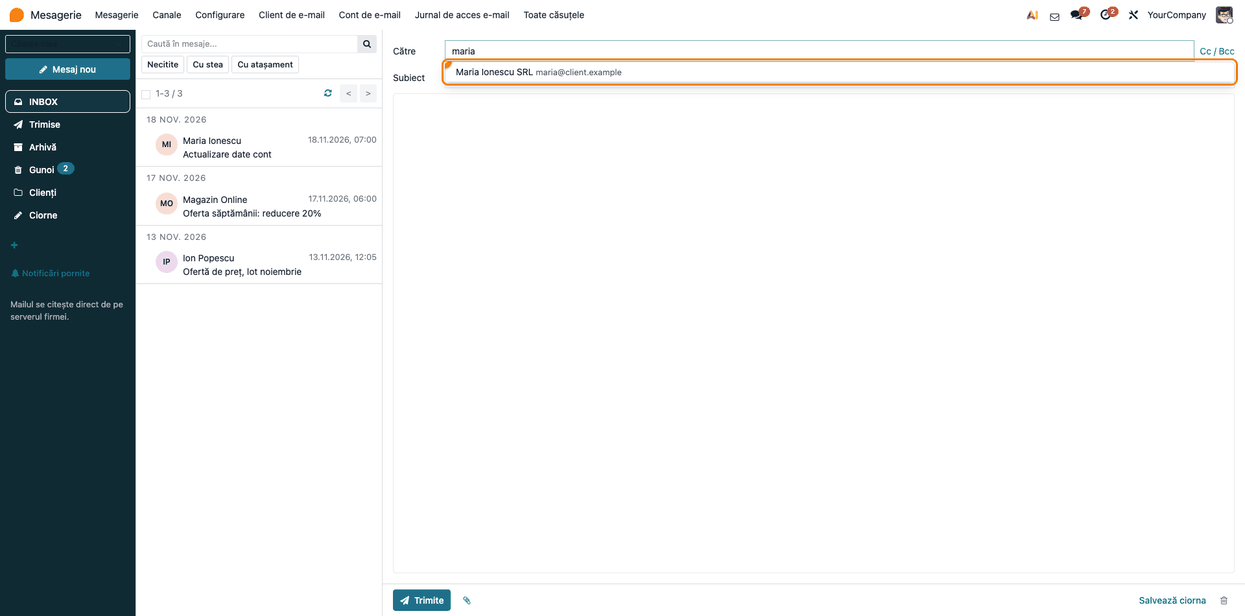 Mesagerie Mesagerie Canale Configurare Client de e-mail Cont de e-mail Jurnal de acces e-mail Toate căsuțele AI 7 2 YourCompany
Mesaj nou
INBOX
Trimise
Arhivă
Gunoi 2
Clienți
Ciorne
+
Notificări pornite
Mailul se citește direct de pe
serverul firmei.
Caută în mesaje...
Necitite Cu stea Cu atașament
1-3 / 3 < >
18 NOV. 2026
MI Maria Ionescu 18.11.2026, 07:00
Actualizare date cont
17 NOV. 2026
MO Magazin Online 17.11.2026, 06:00
Oferta săptămânii: reducere 20%
13 NOV. 2026
IP Ion Popescu 13.11.2026, 12:05
Ofertă de preț, lot noiembrie
Către maria Cc / Bcc
Maria Ionescu SRL maria@client.example
Subiect
Trimite Salvează ciorna